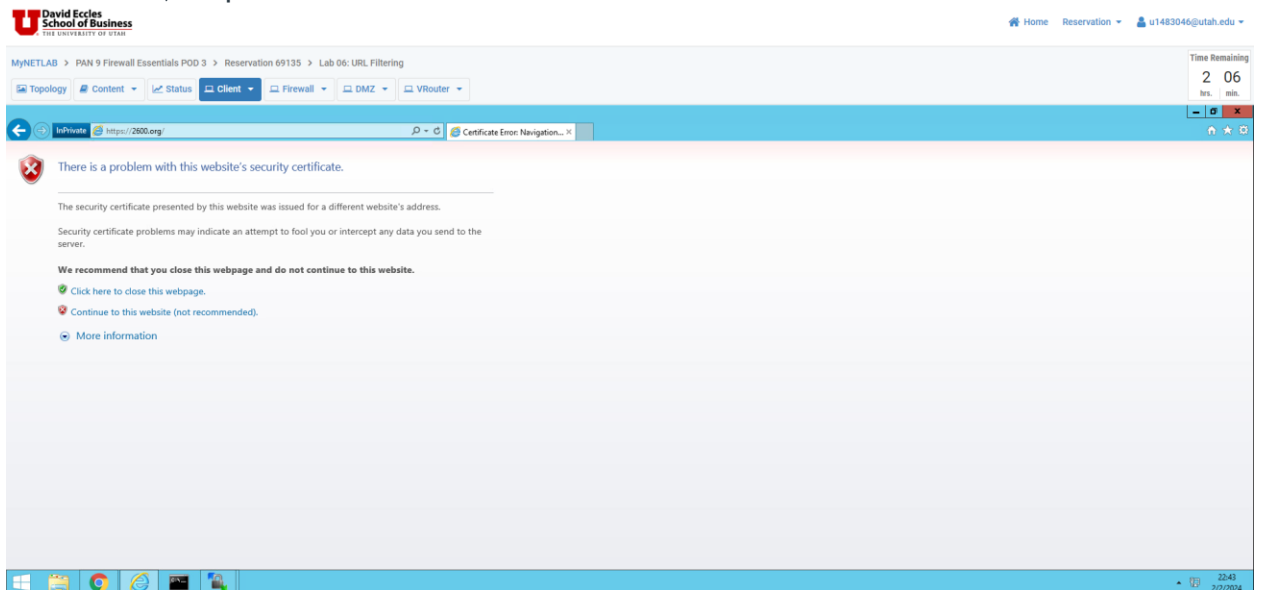 David Eccles
School of Business
THE UNIVERSITY OF UTAH
Home Reservation u1483046@utah.edu
MyNETLAB > PAN 9 Firewall Essentials POD 3 > Reservation 69135 > Lab 06: URL Filtering
Time Remaining
2 06
hrs. min.
Topology Content Status Client Firewall DMZ VRouter
InPrivate https://2600.org/ Certificate Error: Navigation...
There is a problem with this website's security certificate.
The security certificate presented by this website was issued for a different website's address.
Security certificate problems may indicate an attempt to fool you or intercept any data you send to the
server.
We recommend that you close this webpage and do not continue to this website.
Click here to close this webpage.
Continue to this website (not recommended).
More information
22:43
2/2/2024